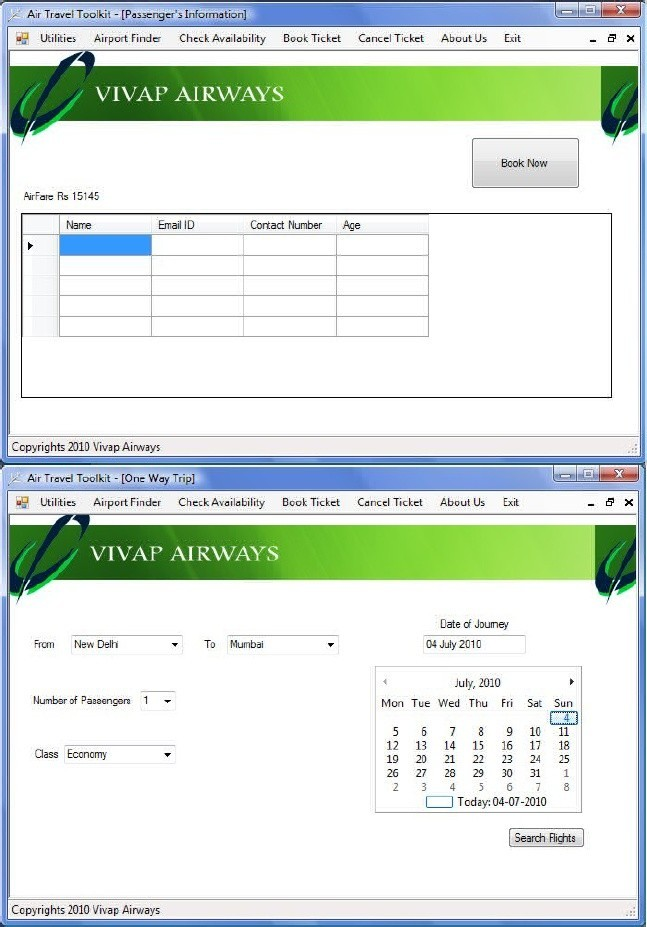 Air Travel Toolkit - [Passenger's Information]
Utilities Airport Finder Check Availability Book Ticket Cancel Ticket About Us Exit
VIVAP AIRWAYS
Book Now
AirFare Rs 15145
Name Email ID Contact Number Age
Copyrights 2010 Vivap Airways
Air Travel Toolkit - [One Way Trip]
Utilities Airport Finder Check Availability Book Ticket Cancel Ticket About Us Exit
VIVAP AIRWAYS
Date of Journey
From New Delhi To Mumbai 04 July 2010
July, 2010
Number of Passengers 1
Mon Tue Wed Thu Fri Sat Sun
4
5 6 7 8 9 10 11
12 13 14 15 16 17 18
Class Economy
19 20 21 22 23 24 25
26 27 28 29 30 31 1
2 3 4 5 6 7 8
Today: 04-07-2010
Search Flights
Copyrights 2010 Vivap Airways